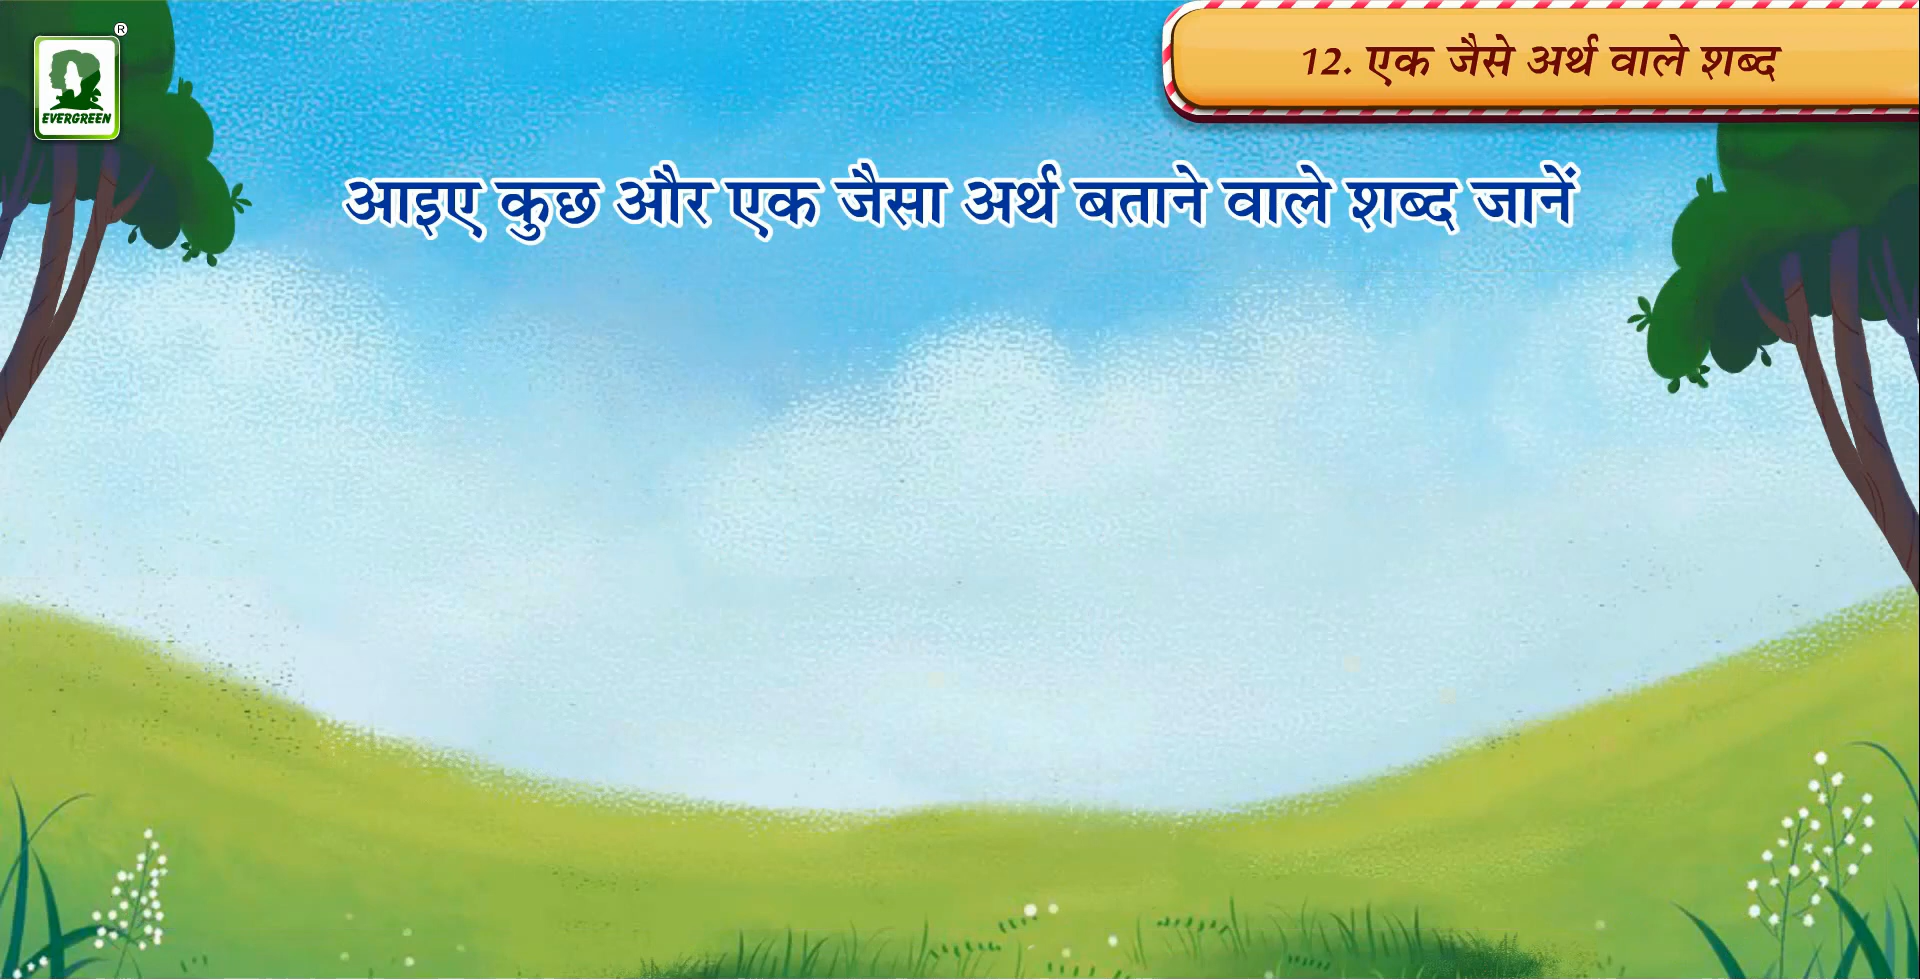 ®
EVERGREEN
12. एक जैसे अर्थ वाले शब्द
आइए कुछ और एक जैसा अर्थ बताने वाले शब्द जानें